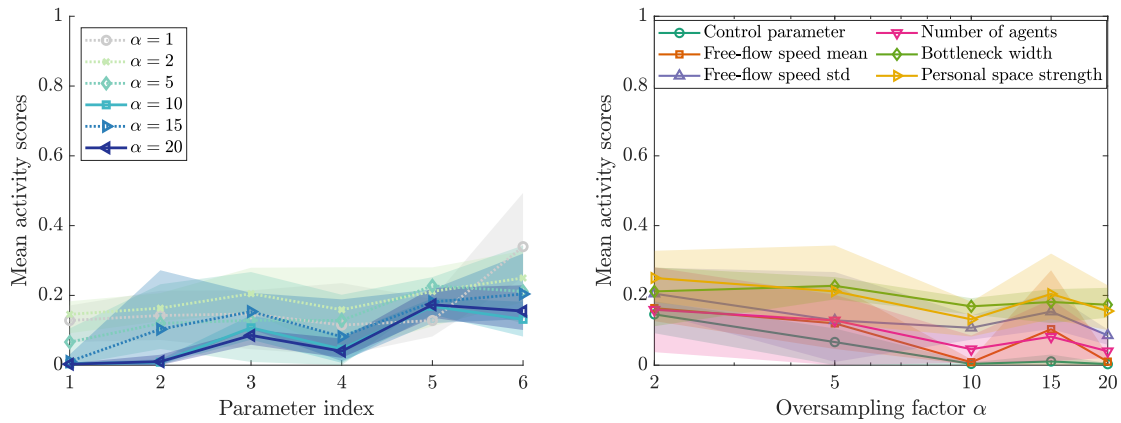 Mean activity scores
1
0.8
0.6
0.4
0.2
0
α = 1
α = 2
α = 5
α = 10
α = 15
α = 20
1 2 3 4 5 6
Parameter index
Mean activity scores
1
0.8
0.6
0.4
0.2
0
Control parameter
Free-flow speed mean
Free-flow speed std
Number of agents
Bottleneck width
Personal space strength
2 5 10 15 20
Oversampling factor α